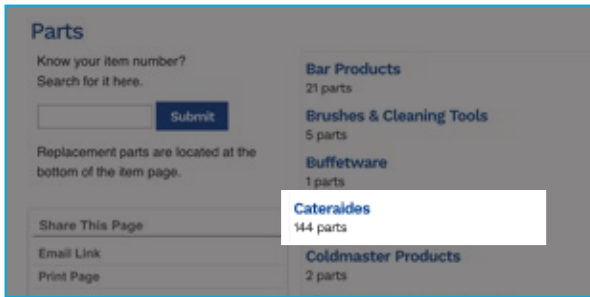 Parts
Know your item number?
Search for it here.
Submit
Replacement parts are located at the
bottom of the item page.
Share This Page
Email Link
Print Page
Bar Products
21 parts
Brushes & Cleaning Tools
5 parts
Buffetware
1 parts
Cateraides
144 parts
Coldmaster Products
2 parts